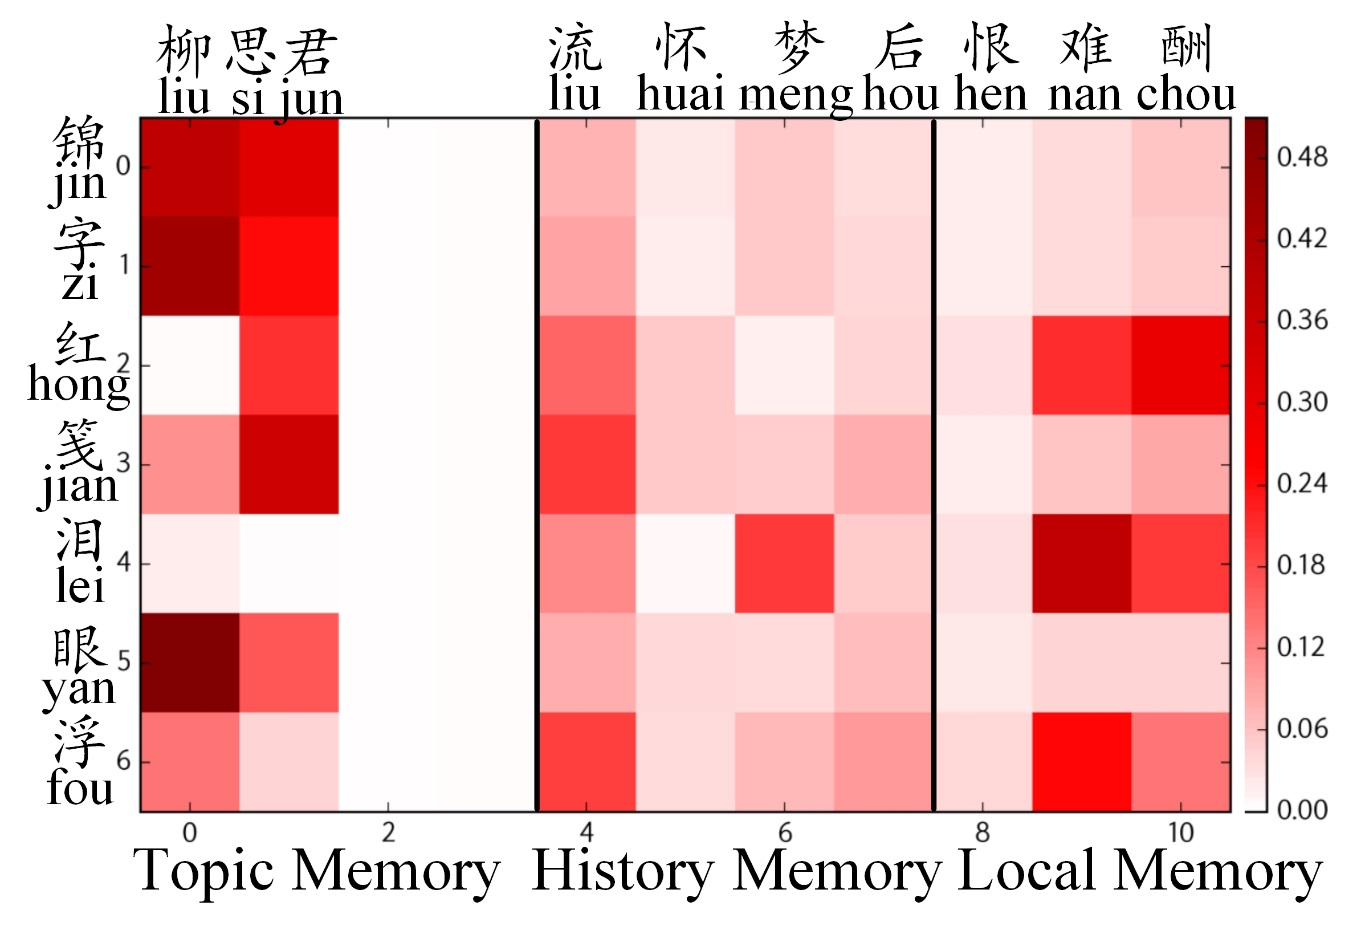 柳 思 君 流 怀 梦 后 恨 难 酬
liu si jun liu huai meng hou hen nan chou
锦
jin 0
字
zi 1
红
hong 2
笺
jian 3
泪
lei 4
眼
yan 5
浮
fou 6
0.48
0.42
0.36
0.30
0.24
0.18
0.12
0.06
0.00
0 2 4 6 8 10
Topic Memory History Memory Local Memory